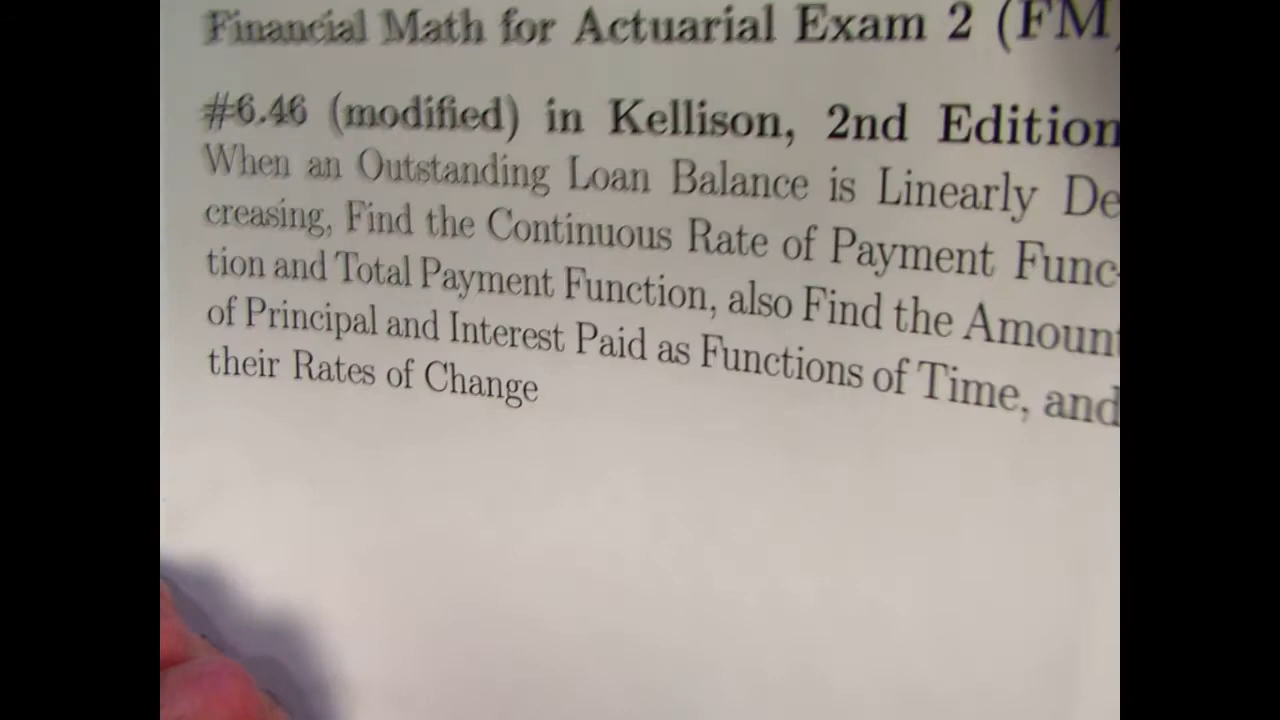 Financial Math for Actuarial Exam 2 (FM
#6.46 (modified) in Kellison, 2nd Edition
When an Outstanding Loan Balance is Linearly De
creasing, Find the Continuous Rate of Payment Func-
tion and Total Payment Function, also Find the Amount
of Principal and Interest Paid as Functions of Time, and
their Rates of Change